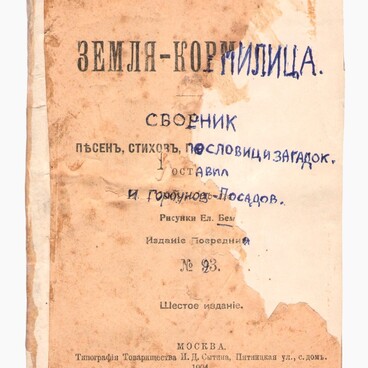 ЗЕМЛЯ-КОРМИЛИЦА.
СБОРНИК
ПѢСЕНЪ, СТИХОВЪ, ПОСЛОВИЦ И ЗАГАДОК.
СОСТАВИЛ
И ГОРБУНОВ-ПОСАДОВ.
Рисунки Ел. Бем
Изданіе Посредника
№ 93.
Шестое изданіе.
МОСКВА.
Типографія Товарищества И. Д. Сытина, Пятницкая ул., с. домъ.
1904